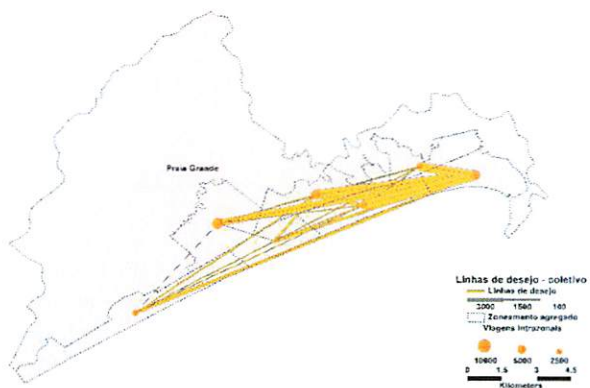 Praia Grande
Linhas de desejo - coletivo
Linhas de desejo
3000 1500 100
Zoneamento agregado
Viagens intrazonais
10000 5000 2500
0 1.5 3 4.5
Kilometers